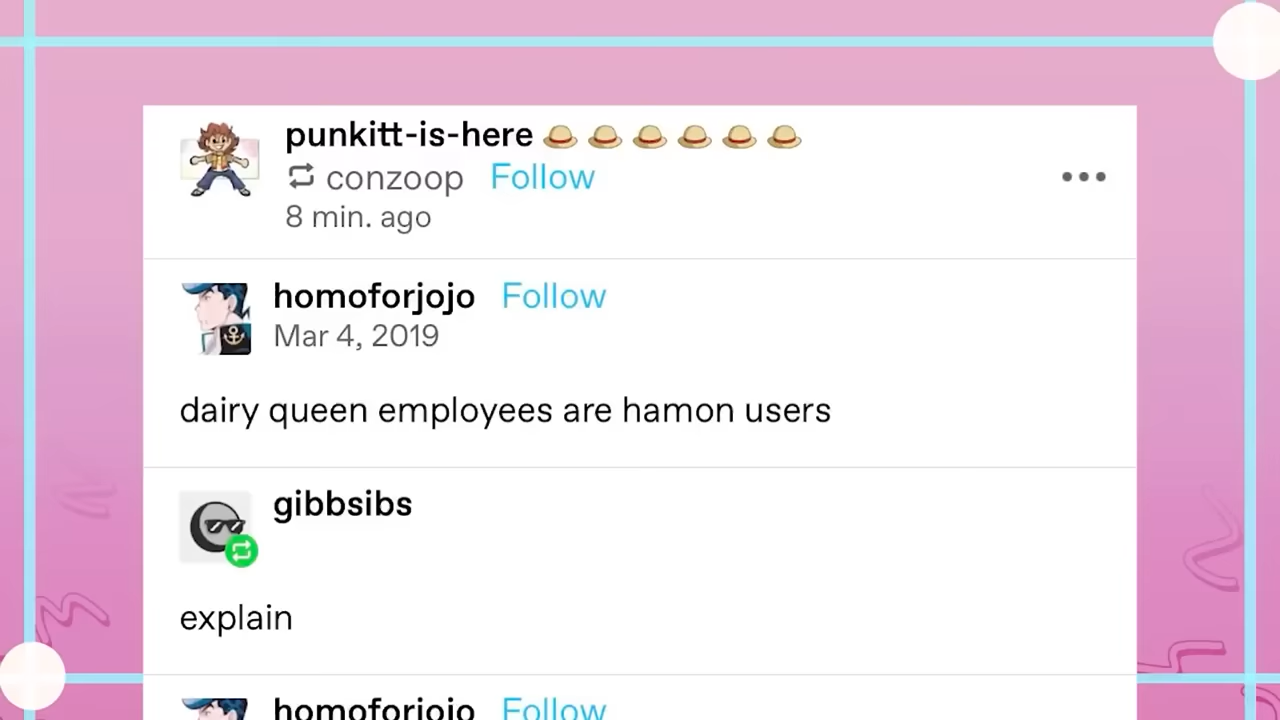 punkitt-is-here 👒 👒 👒 👒 👒 👒
conzoop Follow
8 min. ago
homoforjojo Follow
Mar 4, 2019
dairy queen employees are hamon users
gibbsibs
explain
homoforjojo Follow